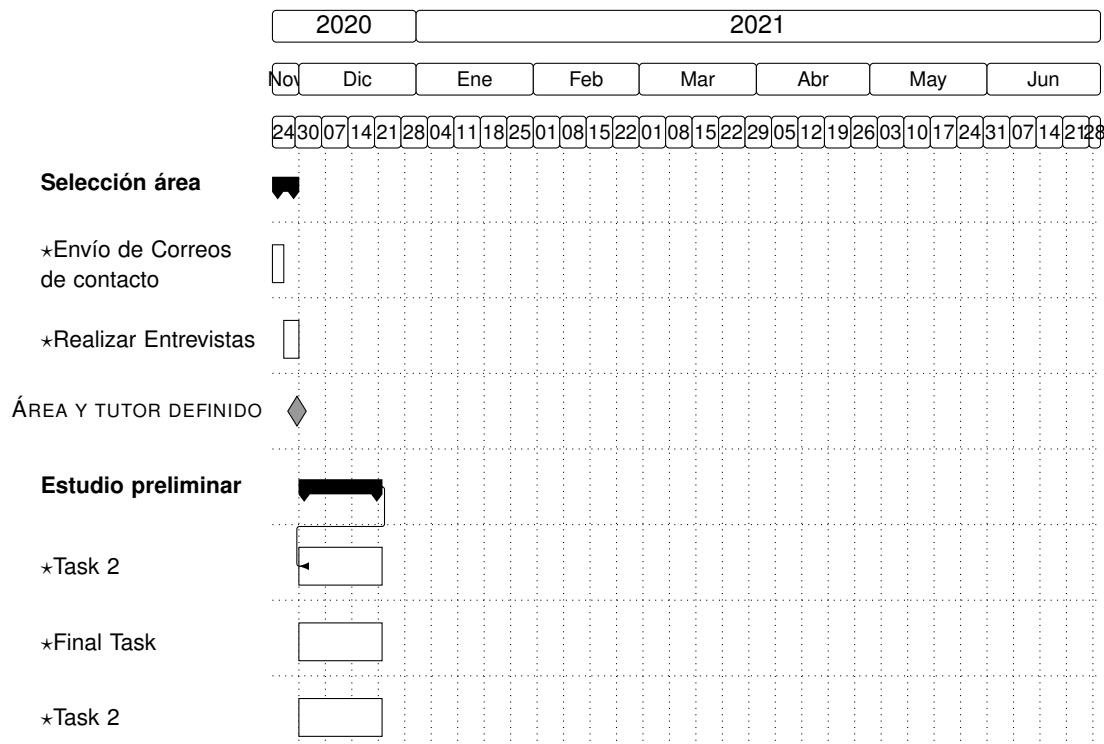 2020 2021
Nov Dic Ene Feb Mar Abr May Jun
24 30 07 14 21 28 04 11 18 25 01 08 15 22 01 08 15 22 29 05 12 19 26 03 10 17 24 31 07 14 21 28
Selección área
⋆Envío de Correos
de contacto
⋆Realizar Entrevistas
ÁREA Y TUTOR DEFINIDO
Estudio preliminar
⋆Task 2
⋆Final Task
⋆Task 2